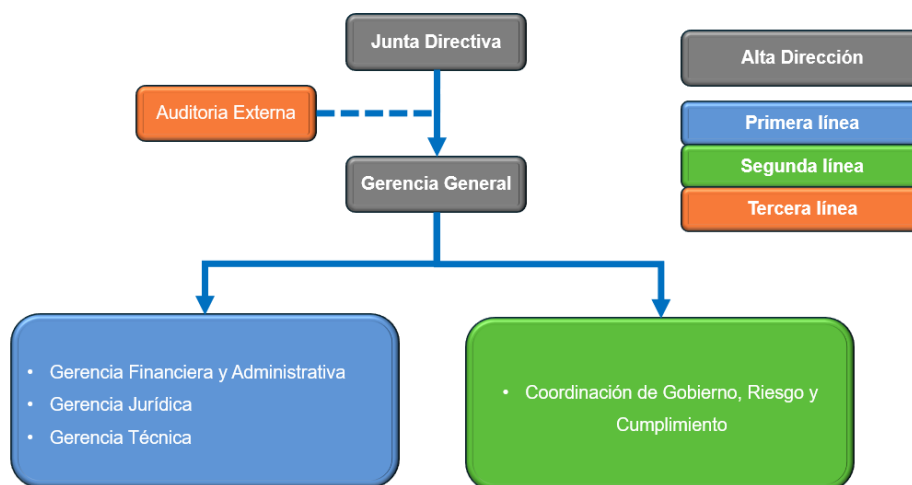 Junta Directiva
Alta Dirección
Auditoria Externa
Primera línea
Segunda línea
Tercera línea
Gerencia General
• Gerencia Financiera y Administrativa
• Gerencia Jurídica
• Gerencia Técnica
• Coordinación de Gobierno, Riesgo y
Cumplimiento